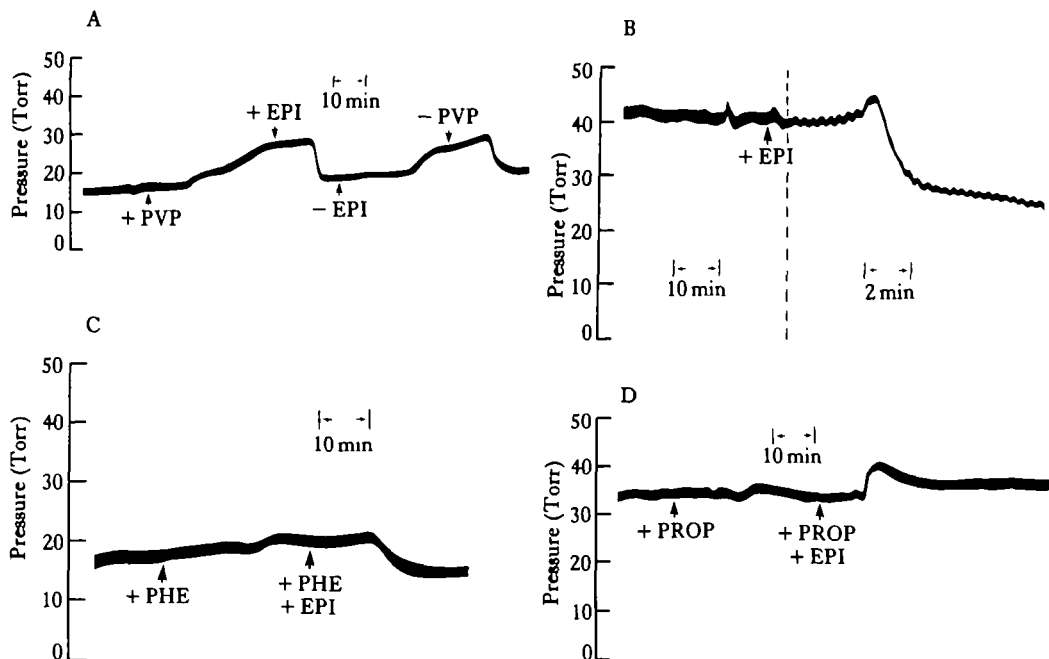 A
Pressure (Torr)
50
40
30
20
10
0
+ PVP
+ EPI
10 min
− EPI
− PVP
B
Pressure (Torr)
50
40
30
20
10
0
+ EPI
10 min
2 min
C
Pressure (Torr)
50
40
30
20
10
0
+ PHE
+ PHE
+ EPI
10 min
D
Pressure (Torr)
50
40
30
20
10
0
+ PROP
10 min
+ PROP
+ EPI